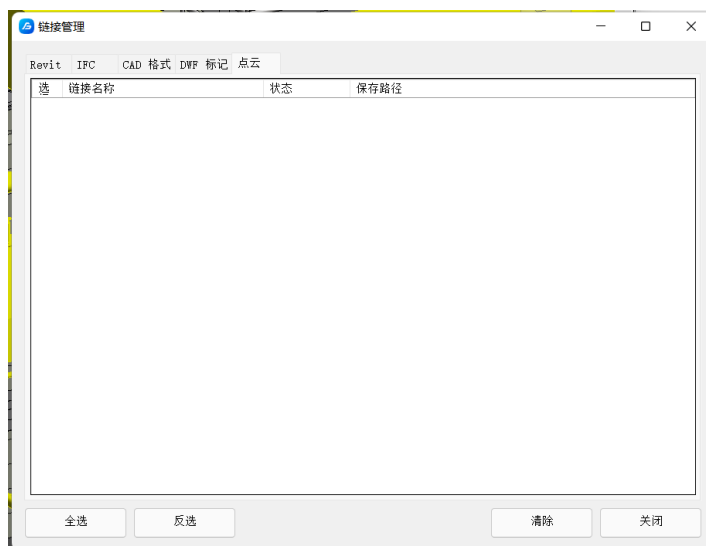 链接管理
Revit IFC CAD 格式 DWF 标记 点云
选 链接名称 状态 保存路径
全选 反选 清除 关闭